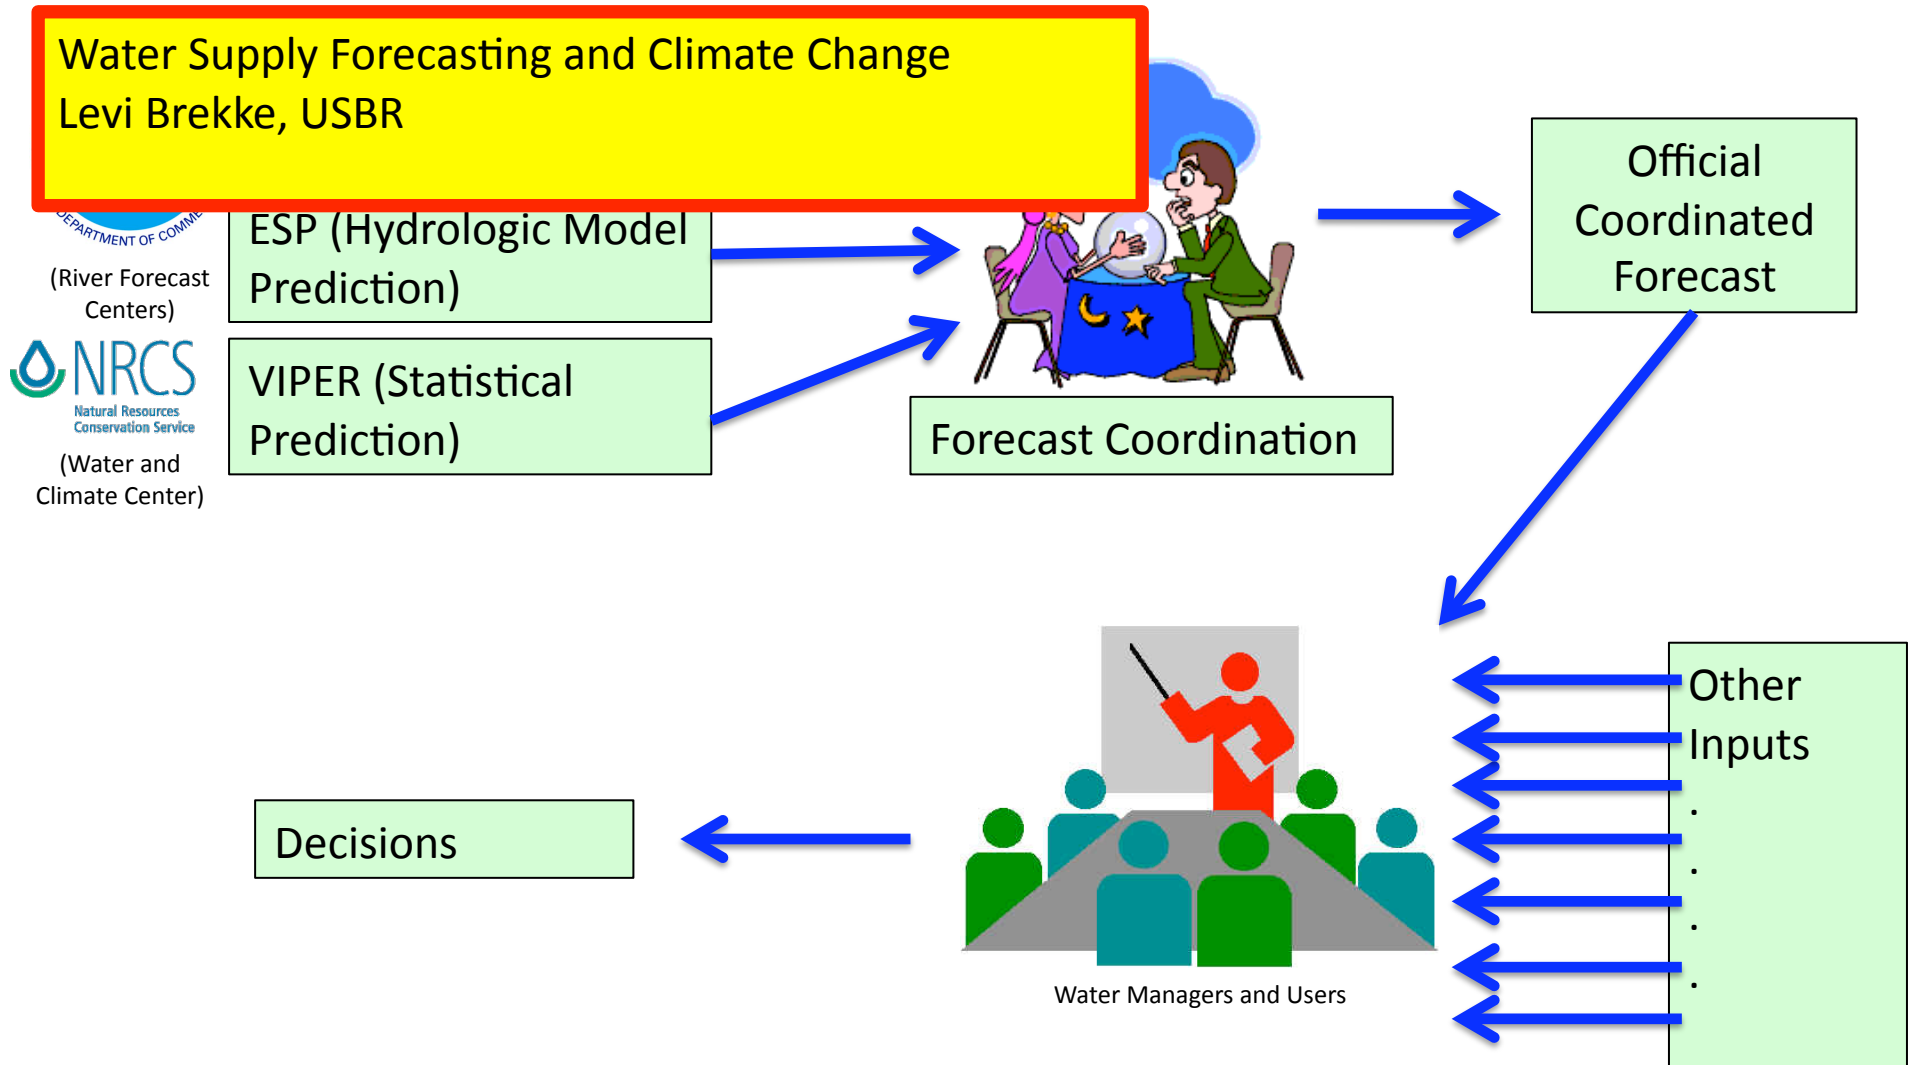 Water Supply Forecasting and Climate Change
Levi Brekke, USBR
DEPARTMENT OF COMME
(River Forecast
Centers)
ESP (Hydrologic Model
Prediction)
NRCS
Natural Resources
Conservation Service
(Water and
Climate Center)
VIPER (Statistical
Prediction)
Forecast Coordination
Official
Coordinated
Forecast
Other
Inputs
.
.
.
.
Decisions
Water Managers and Users